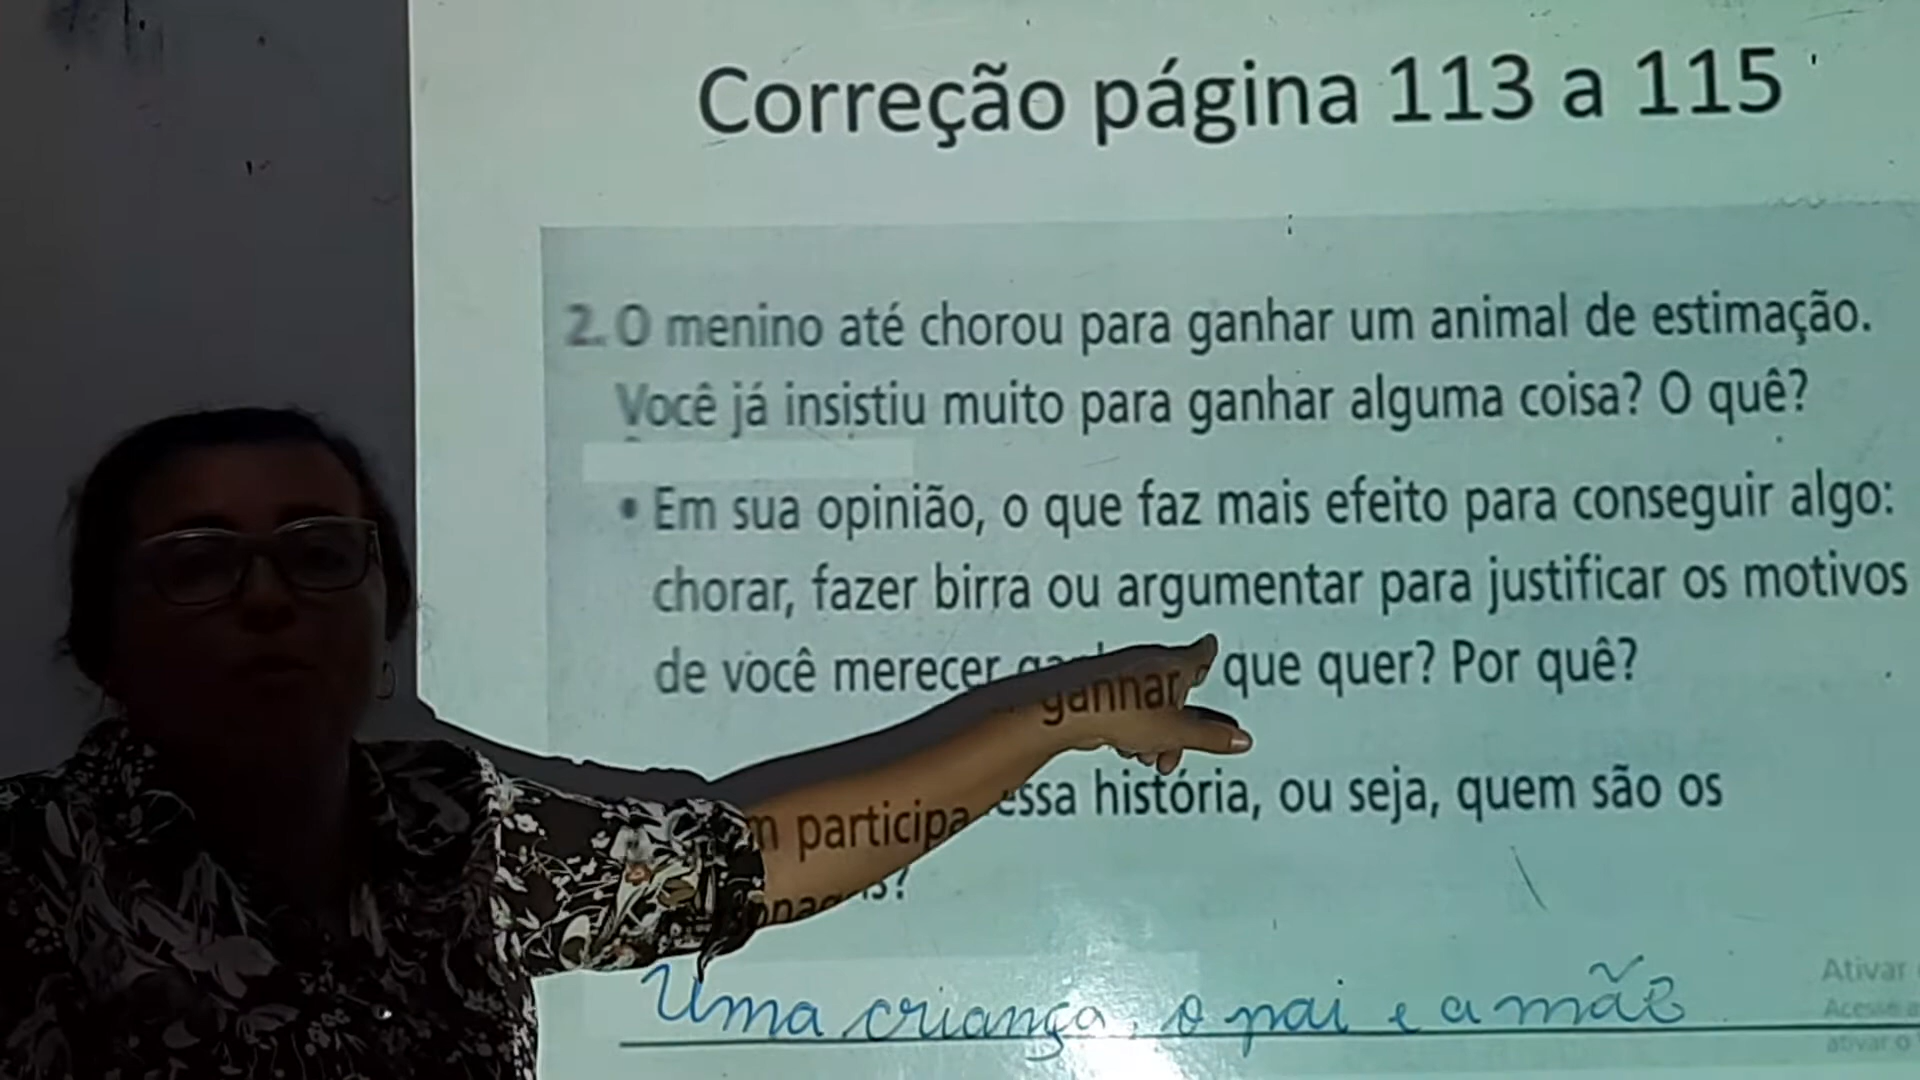 Correção página 113 a 115
2. O menino até chorou para ganhar um animal de estimação.
Você já insistiu muito para ganhar alguma coisa? O quê?
• Em sua opinião, o que faz mais efeito para conseguir algo:
chorar, fazer birra ou argumentar para justificar os motivos
de você merecer ganhar o que quer? Por quê?
participa essa história, ou seja, quem são os
Uma criança, o pai e a mãe
Ativar
Acesse a
ativar o